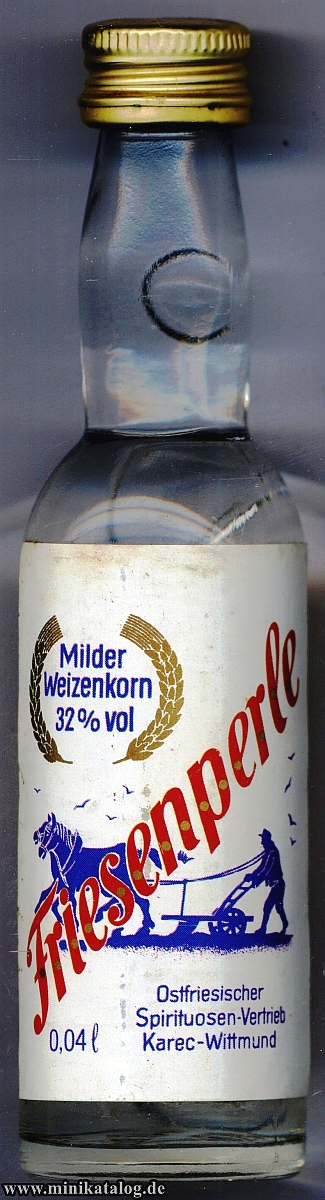 Milder
Weizenkorn
32% vol
Friesenperle
0,04 l
Ostfriesischer
Spirituosen-Vertrieb
Karec-Wittmund
www.minikatalog.de